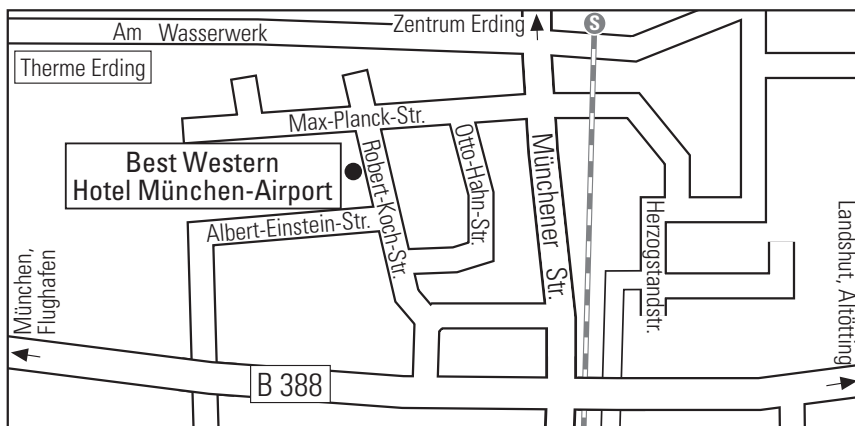 Am Wasserwerk
Zentrum Erding
S
Therme Erding
Max-Planck-Str.
Best Western
Hotel München-Airport
Robert-Koch-Str.
Otto-Hahn-Str.
Münchener Str.
Albert-Einstein-Str.
Herzogstandstr.
München,
Flughafen
Landshut, Altötting
B 388